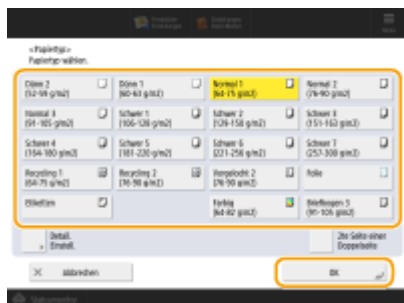 <Papiertyp>
Papiertyp wählen.
Dünn 2
(52-59 g/m2)
Dünn 1
(60-63 g/m2)
Normal 1
(64-75 g/m2)
Normal 2
(76-90 g/m2)
Normal 3
(91-105 g/m2)
Schwer 1
(106-128 g/m2)
Schwer 2
(129-150 g/m2)
Schwer 3
(151-163 g/m2)
Schwer 4
(164-180 g/m2)
Schwer 5
(181-220 g/m2)
Schwer 6
(221-256 g/m2)
Schwer 7
(257-300 g/m2)
Recycling 1
(64-75 g/m2)
Recycling 2
(76-90 g/m2)
Vorgelocht 2
(76-90 g/m2)
Folie
Etiketten
Farbig
(64-82 g/m2)
Briefbogen 3
(91-105 g/m2)
Detail.
Einstell.
2te Seite einer
Doppelseite
Abbrechen
OK
Statusmonitor